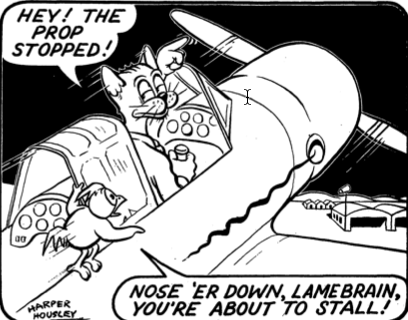 HEY! THE
PROP
STOPPED!
NOSE 'ER DOWN, LAMEBRAIN,
YOU'RE ABOUT TO STALL!
HARPER
HOUSLEY